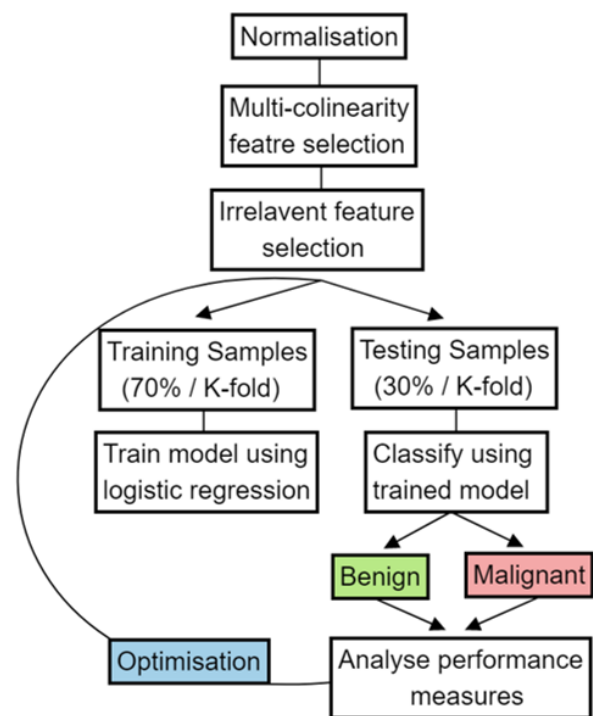 Normalisation
Multi-colinearity
featre selection
Irrelavent feature
selection
Training Samples
(70% / K-fold)
Testing Samples
(30% / K-fold)
Train model using
logistic regression
Classify using
trained model
Benign
Malignant
Optimisation
Analyse performance
measures